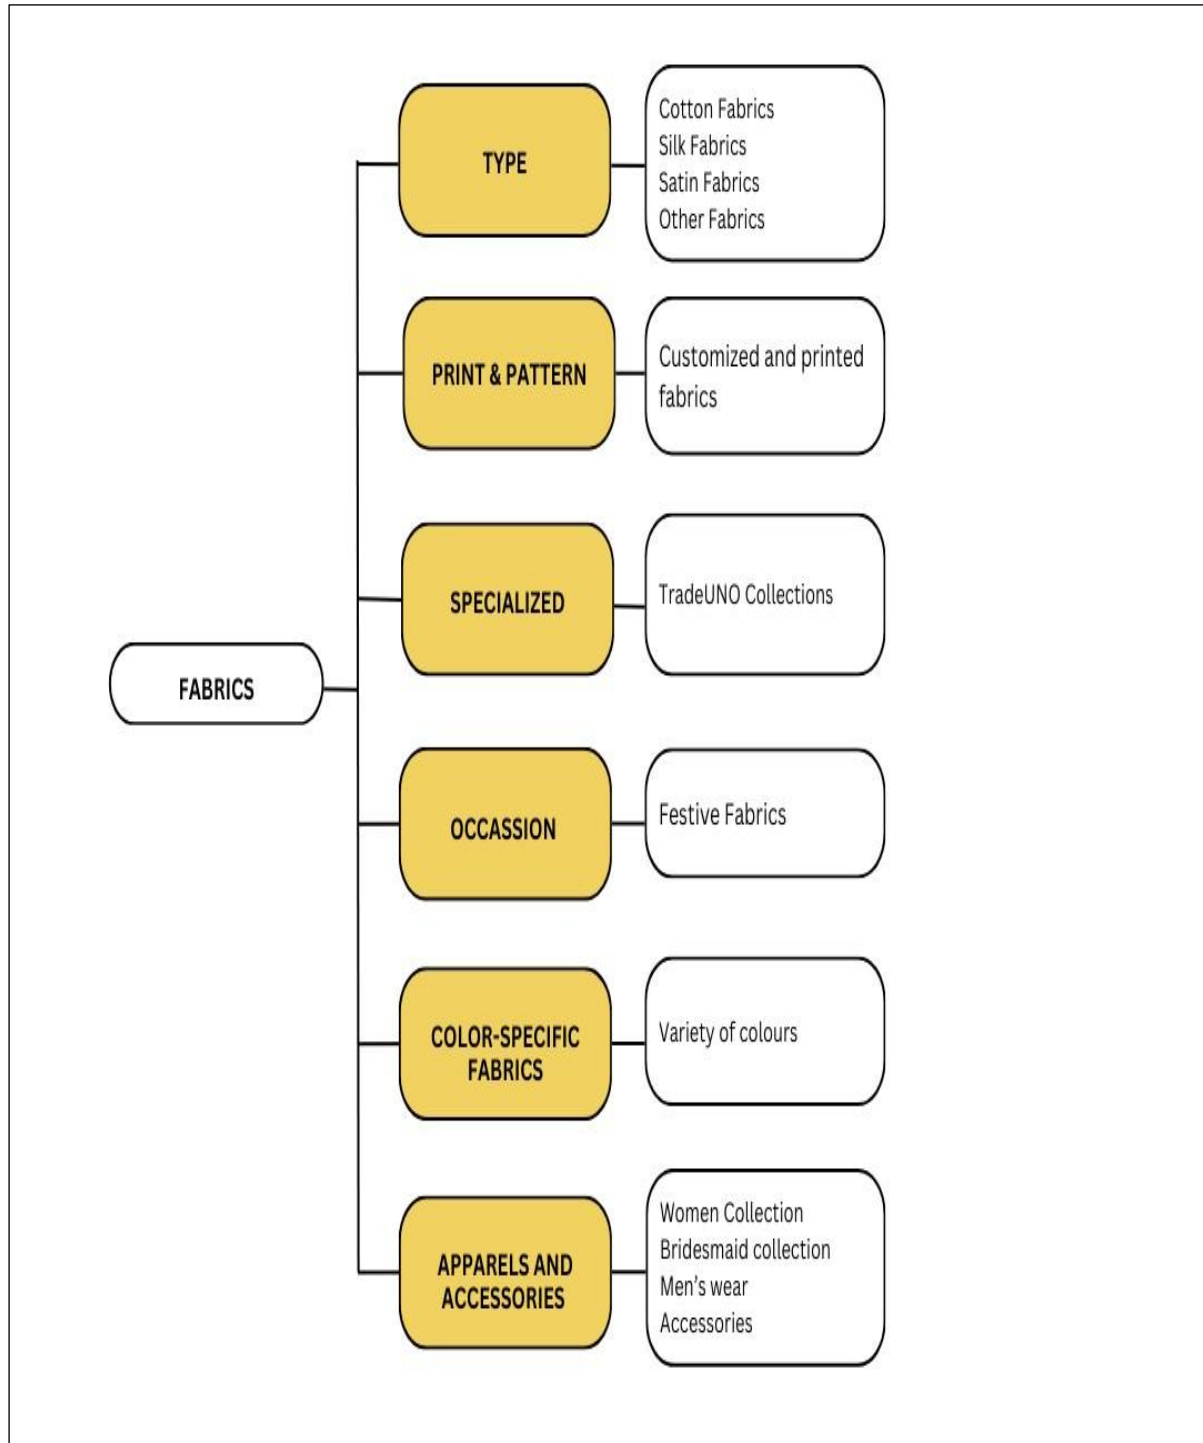 TYPE
Cotton Fabrics
Silk Fabrics
Satin Fabrics
Other Fabrics
PRINT & PATTERN
Customized and printed
fabrics
SPECIALIZED
TradeUNO Collections
FABRICS
OCCASSION
Festive Fabrics
COLOR-SPECIFIC
FABRICS
Variety of colours
APPARELS AND
ACCESSORIES
Women Collection
Bridesmaid collection
Men’s wear
Accessories